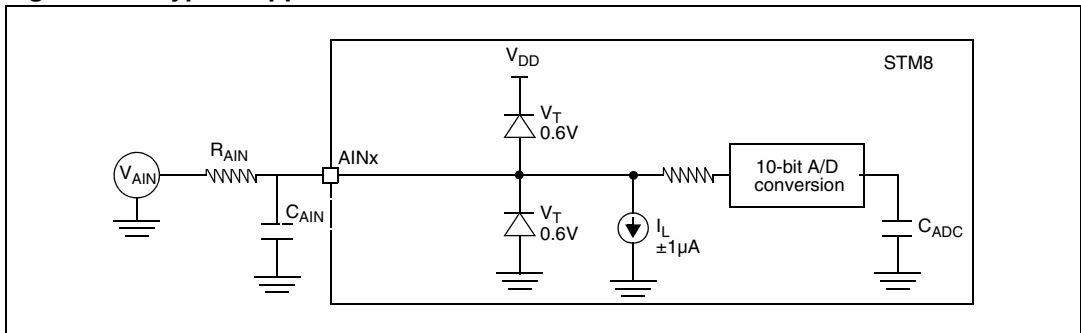 V_DD
STM8
V_T
0.6V
R_AIN
AINx
V_AIN
10-bit A/D
conversion
C_AIN
V_T
0.6V
I_L
±1µA
C_ADC